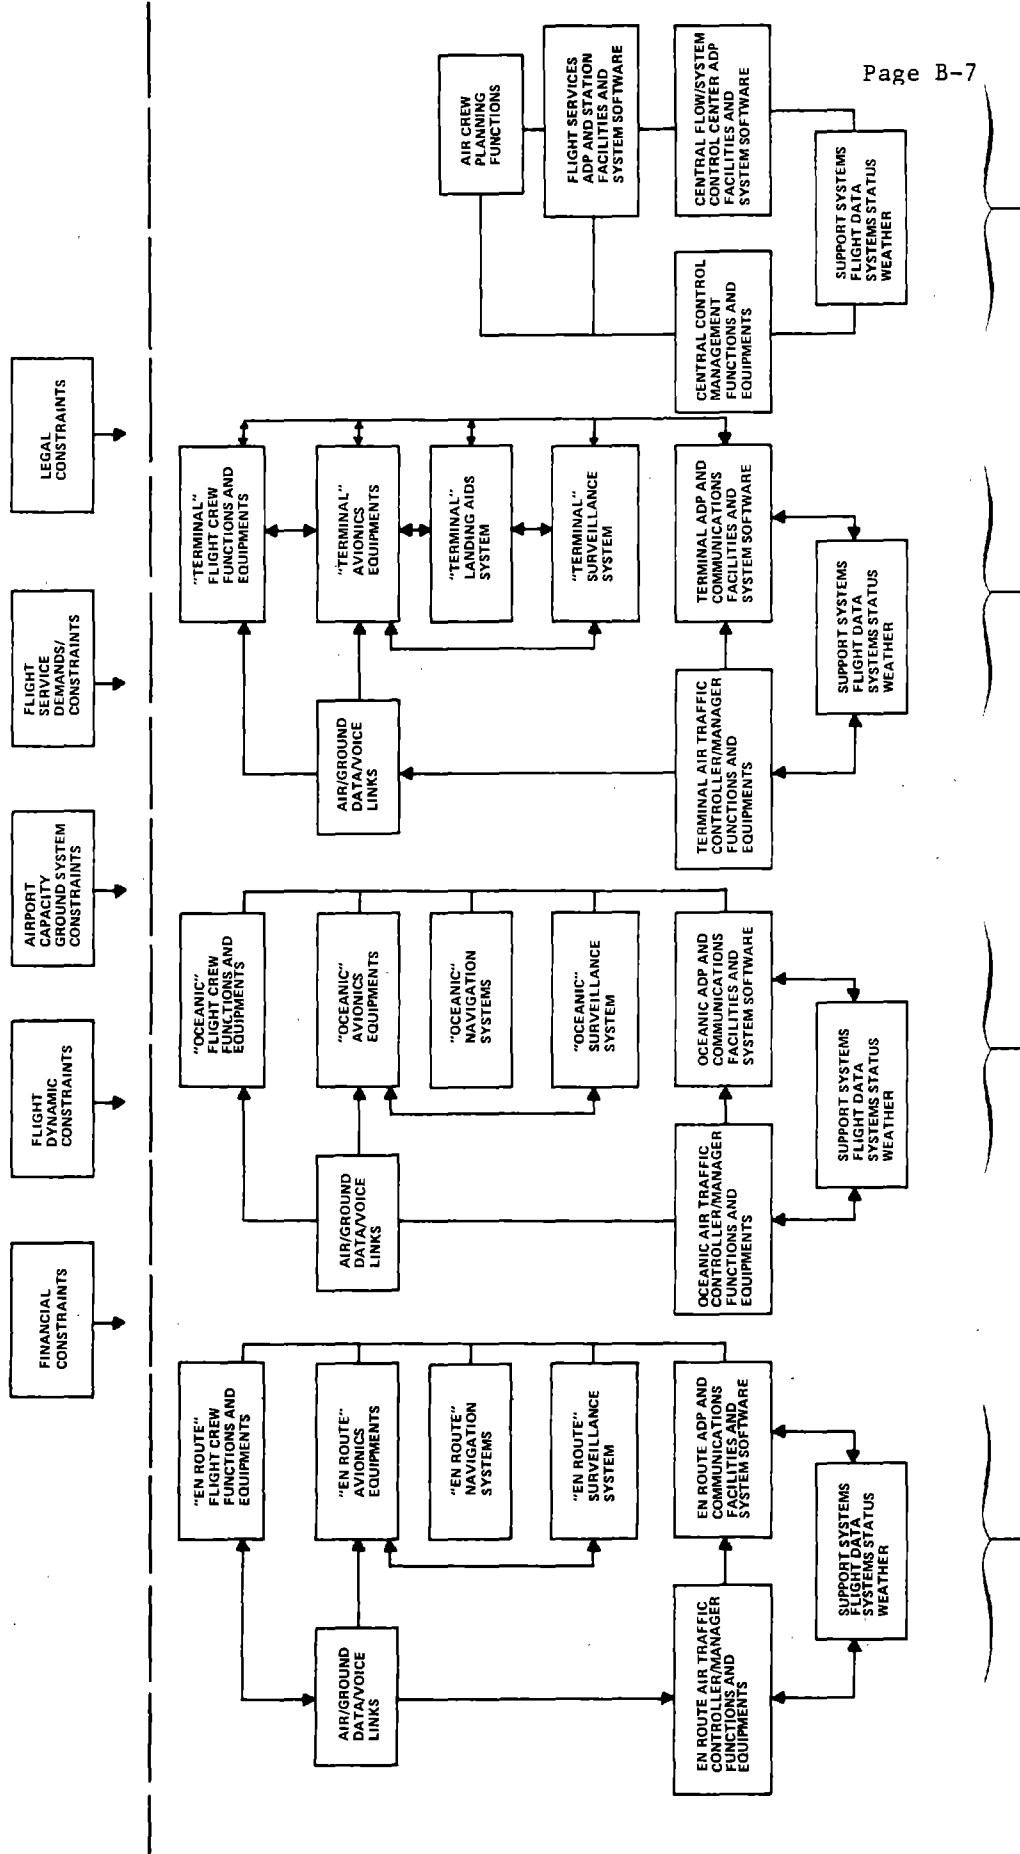 Page B-7
FINANCIAL
CONSTRAINTS
FLIGHT
DYNAMIC
CONSTRAINTS
AIRPORT
CAPACITY
GROUND SYSTEM
CONSTRAINTS
FLIGHT
SERVICE
DEMANDS/
CONSTRAINTS
LEGAL
CONSTRAINTS
"EN ROUTE"
FLIGHT CREW
FUNCTIONS AND
EQUIPMENTS
AIR/GROUND
DATA/VOICE
LINKS
"EN ROUTE"
AVIONICS
EQUIPMENTS
"EN ROUTE"
NAVIGATION
SYSTEMS
"EN ROUTE"
SURVEILLANCE
SYSTEM
EN ROUTE AIR TRAFFIC
CONTROLLER/MANAGER
FUNCTIONS AND
EQUIPMENTS
EN ROUTE ADP AND
COMMUNICATIONS
FACILITIES AND
SYSTEM SOFTWARE
SUPPORT SYSTEMS
FLIGHT DATA
SYSTEMS STATUS
WEATHER
"OCEANIC"
FLIGHT CREW
FUNCTIONS AND
EQUIPMENTS
AIR/GROUND
DATA/VOICE
LINKS
"OCEANIC"
AVIONICS
EQUIPMENTS
"OCEANIC"
NAVIGATION
SYSTEMS
"OCEANIC"
SURVEILLANCE
SYSTEM
OCEANIC AIR TRAFFIC
CONTROLLER/MANAGER
FUNCTIONS AND
EQUIPMENTS
OCEANIC ADP AND
COMMUNICATIONS
FACILITIES AND
SYSTEM SOFTWARE
SUPPORT SYSTEMS
FLIGHT DATA
SYSTEMS STATUS
WEATHER
"TERMINAL"
FLIGHT CREW
FUNCTIONS AND
EQUIPMENTS
AIR/GROUND
DATA/VOICE
LINKS
"TERMINAL"
AVIONICS
EQUIPMENTS
"TERMINAL"
LANDING AIDS
SYSTEM
"TERMINAL"
SURVEILLANCE
SYSTEM
TERMINAL AIR TRAFFIC
CONTROLLER/MANAGER
FUNCTIONS AND
EQUIPMENTS
TERMINAL ADP AND
COMMUNICATIONS
FACILITIES AND
SYSTEM SOFTWARE
SUPPORT SYSTEMS
FLIGHT DATA
SYSTEMS STATUS
WEATHER
AIR CREW
PLANNING
FUNCTIONS
FLIGHT SERVICES
ADP AND STATION
FACILITIES AND
SYSTEM SOFTWARE
CENTRAL CONTROL
MANAGEMENT
FUNCTIONS AND
EQUIPMENTS
CENTRAL FLOW/SYSTEM
CONTROL CENTER ADP
FACILITIES AND
SYSTEM SOFTWARE
SUPPORT SYSTEMS
FLIGHT DATA
SYSTEMS STATUS
WEATHER